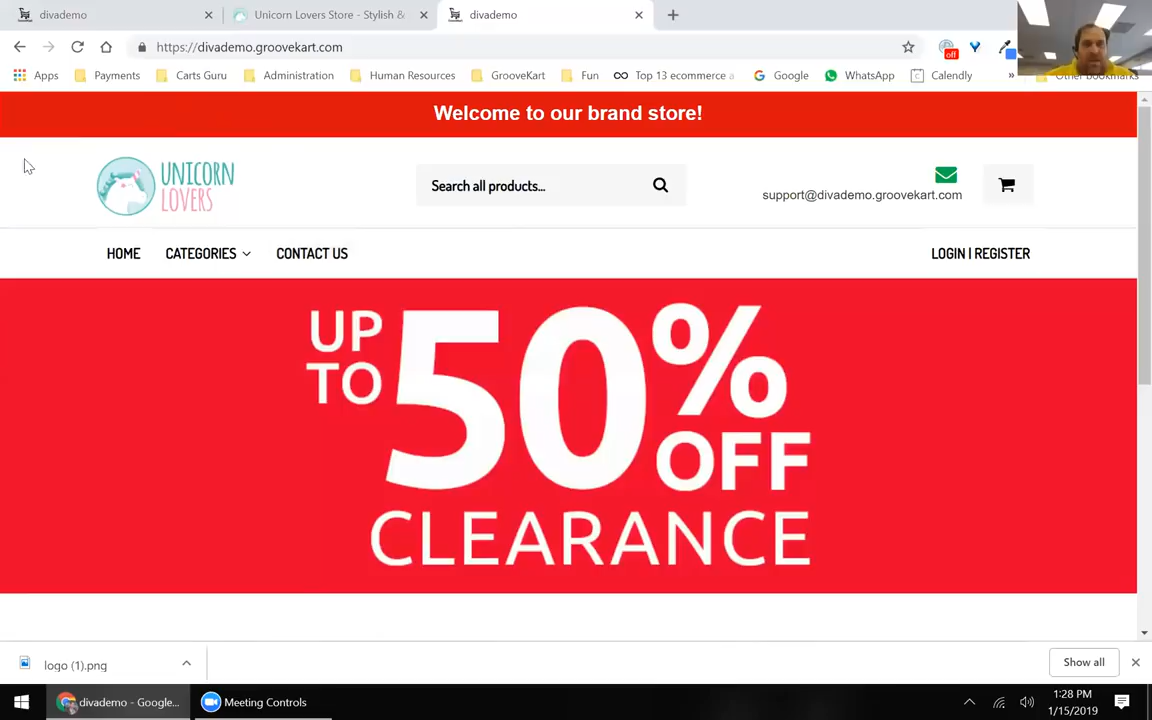 divademo
Unicorn Lovers Store - Stylish &
divademo
https://divademo.groovekart.com
off
Apps
Payments
Carts Guru
Administration
Human Resources
GrooveKart
Fun
Top 13 ecommerce a
Google
WhatsApp
Calendly
»
Other bookmarks
Welcome to our brand store!
UNICORN
LOVERS
Search all products...
support@divademo.groovekart.com
HOME
CATEGORIES
CONTACT US
LOGIN | REGISTER
UP
TO
50%
OFF
CLEARANCE
logo (1).png
Show all
divademo - Google...
Meeting Controls
1:28 PM
1/15/2019